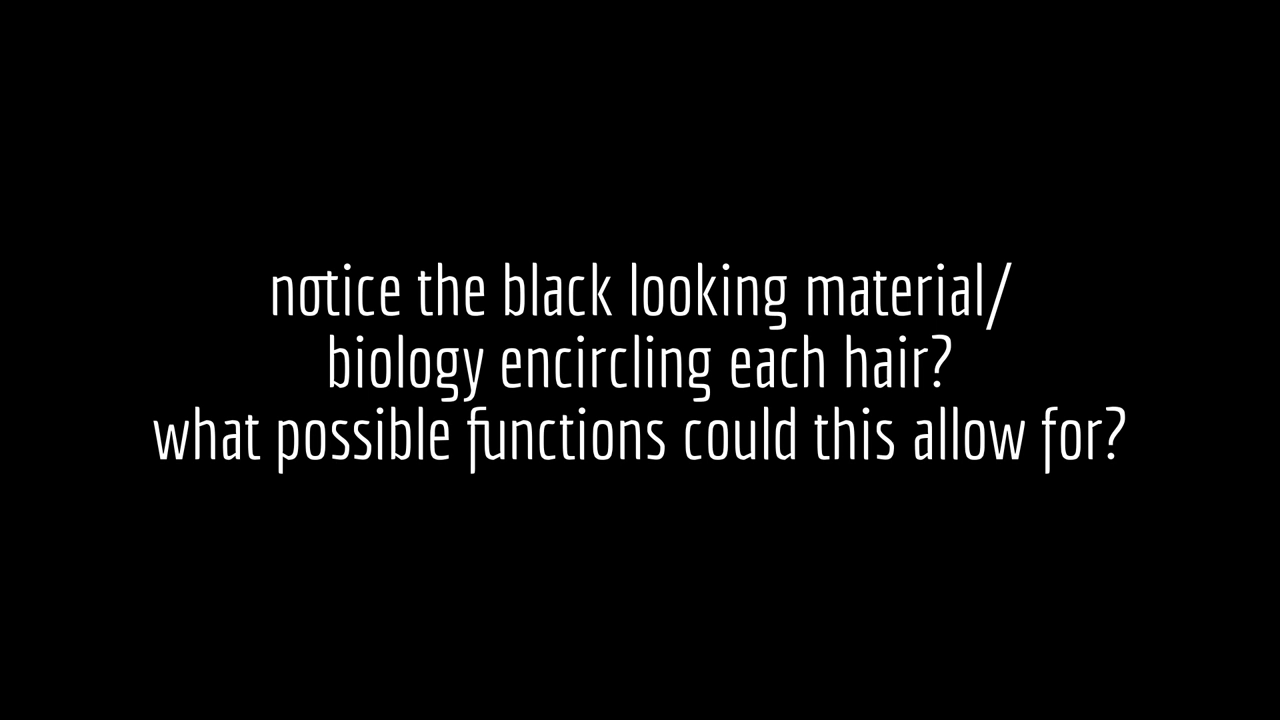 notice the black looking material/
biology encircling each hair?
what possible functions could this allow for?